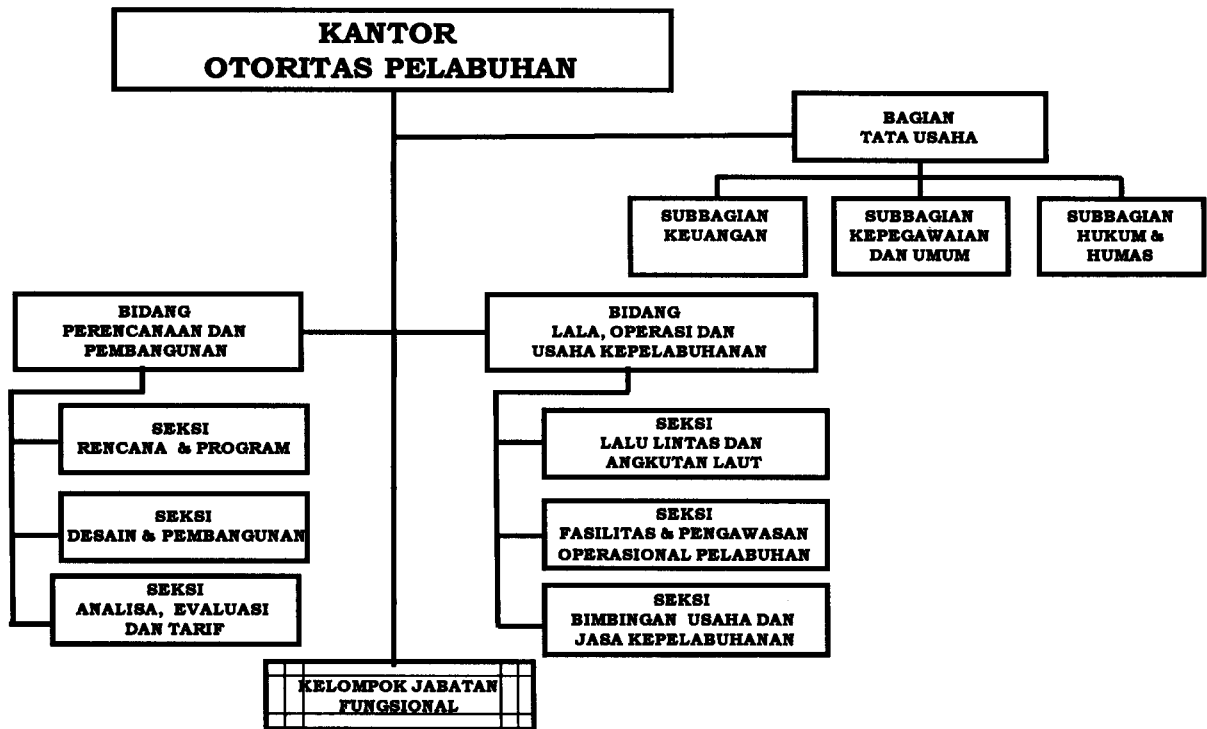 KANTOR
OTORITAS PELABUHAN
BAGIAN
TATA USAHA
SUBBAGIAN
KEUANGAN
SUBBAGIAN
KEPEGAWAIAN
DAN UMUM
SUBBAGIAN
HUKUM &
HUMAS
BIDANG
PERENCANAAN DAN
PEMBANGUNAN
BIDANG
LALA, OPERASI DAN
USAHA KEPELABUHANAN
SEKSI
RENCANA & PROGRAM
SEKSI
DESAIN & PEMBANGUNAN
SEKSI
ANALISA, EVALUASI
DAN TARIF
SEKSI
LALU LINTAS DAN
ANGKUTAN LAUT
SEKSI
FASILITAS & PENGAWASAN
OPERASIONAL PELABUHAN
SEKSI
BIMBINGAN USAHA DAN
JASA KEPELABUHANAN
KELOMPOK JABATAN
FUNGSIONAL